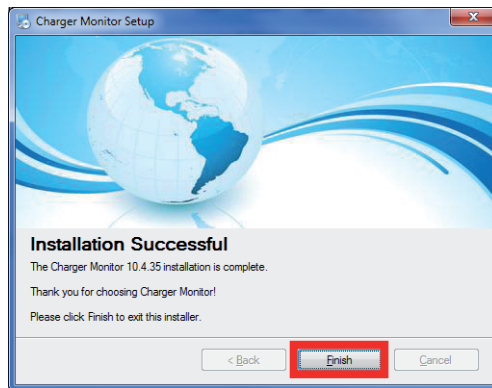 Charger Monitor Setup
Installation Successful
The Charger Monitor 10.4.35 installation is complete.
Thank you for choosing Charger Monitor!
Please click Finish to exit this installer.
< Back Finish Cancel